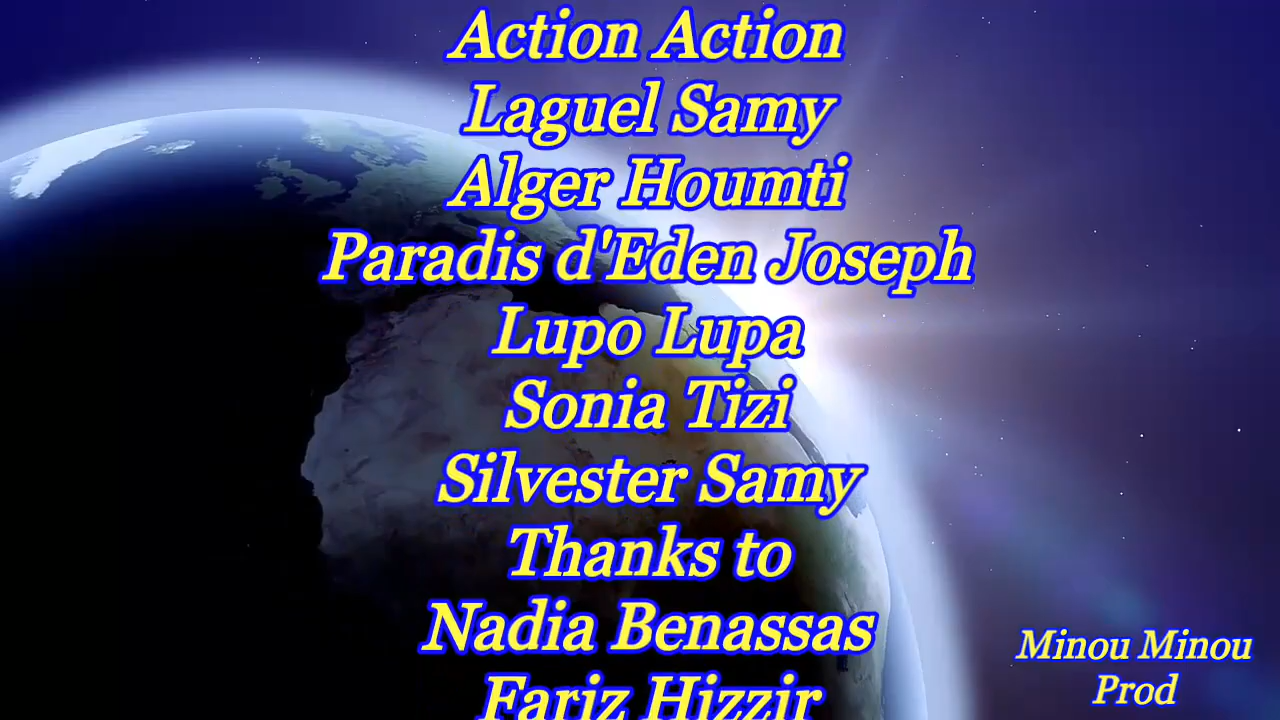 Action Action
Laguel Samy
Alger Houmti
Paradis d'Eden Joseph
Lupo Lupa
Sonia Tizi
Silvester Samy
Thanks to
Nadia Benassas
Fariz Hizzir
Minou Minou
Prod